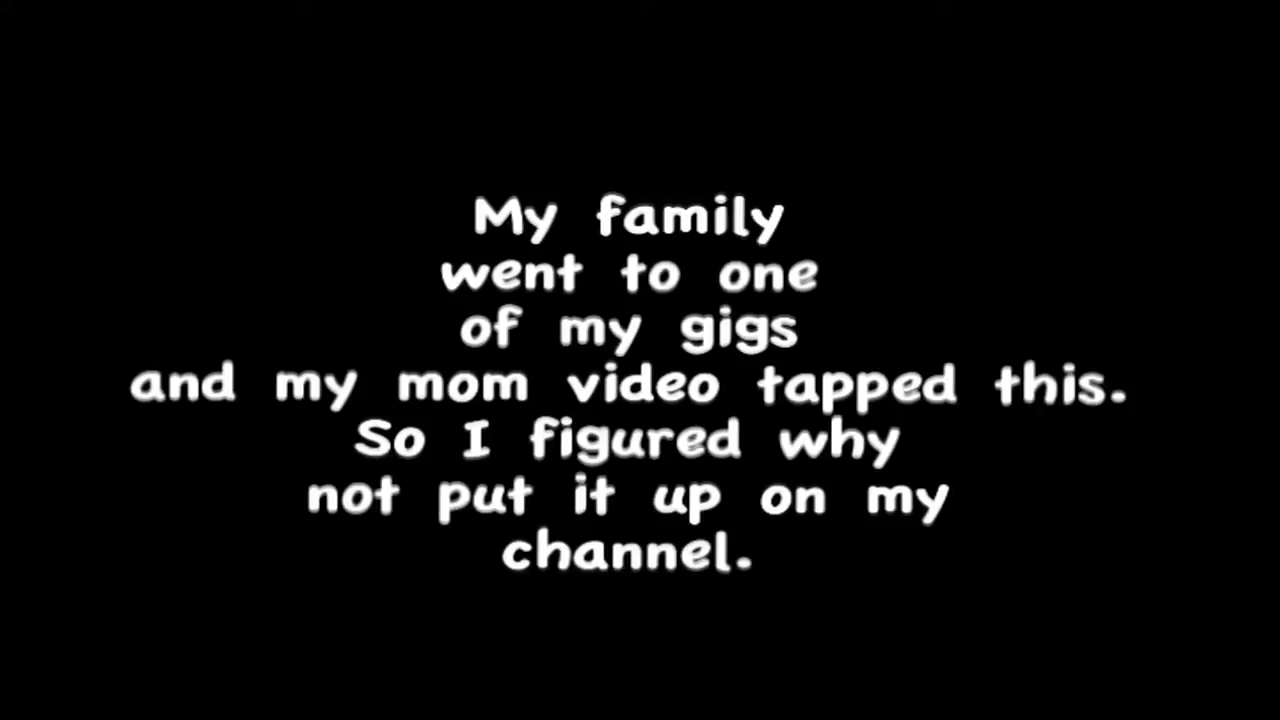 My family
went to one
of my gigs
and my mom video tapped this.
So I figured why
not put it up on my
channel.